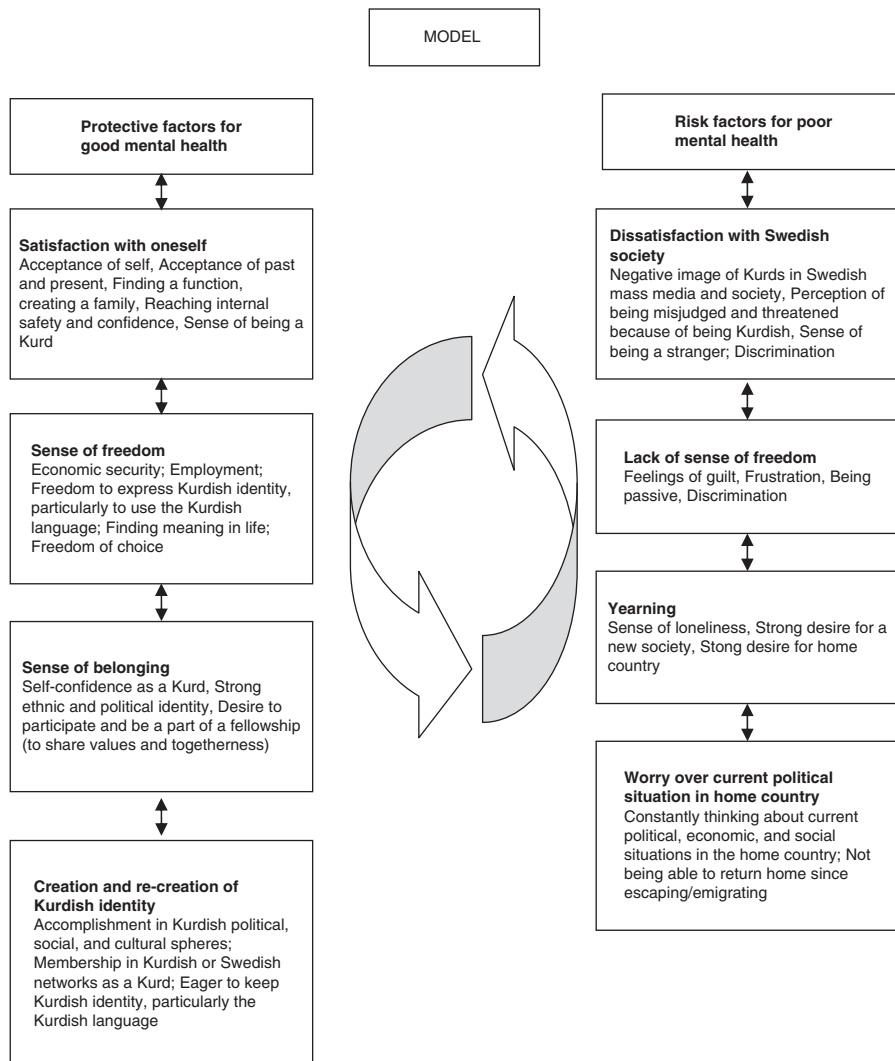 MODEL
Protective factors for
good mental health
Satisfaction with oneself
Acceptance of self, Acceptance of past
and present, Finding a function,
creating a family, Reaching internal
safety and confidence, Sense of being a
Kurd
Sense of freedom
Economic security; Employment;
Freedom to express Kurdish identity,
particularly to use the Kurdish
language; Finding meaning in life;
Freedom of choice
Sense of belonging
Self-confidence as a Kurd, Strong
ethnic and political identity, Desire to
participate and be a part of a fellowship
(to share values and togetherness)
Creation and re-creation of
Kurdish identity
Accomplishment in Kurdish political,
social, and cultural spheres;
Membership in Kurdish or Swedish
networks as a Kurd; Eager to keep
Kurdish identity, particularly the
Kurdish language
Risk factors for poor
mental health
Dissatisfaction with Swedish
society
Negative image of Kurds in Swedish
mass media and society, Perception of
being misjudged and threatened
because of being Kurdish, Sense of
being a stranger; Discrimination
Lack of sense of freedom
Feelings of guilt, Frustration, Being
passive, Discrimination
Yearning
Sense of loneliness, Strong desire for a
new society, Stong desire for home
country
Worry over current political
situation in home country
Constantly thinking about current
political, economic, and social
situations in the home country; Not
being able to return home since
escaping/emigrating